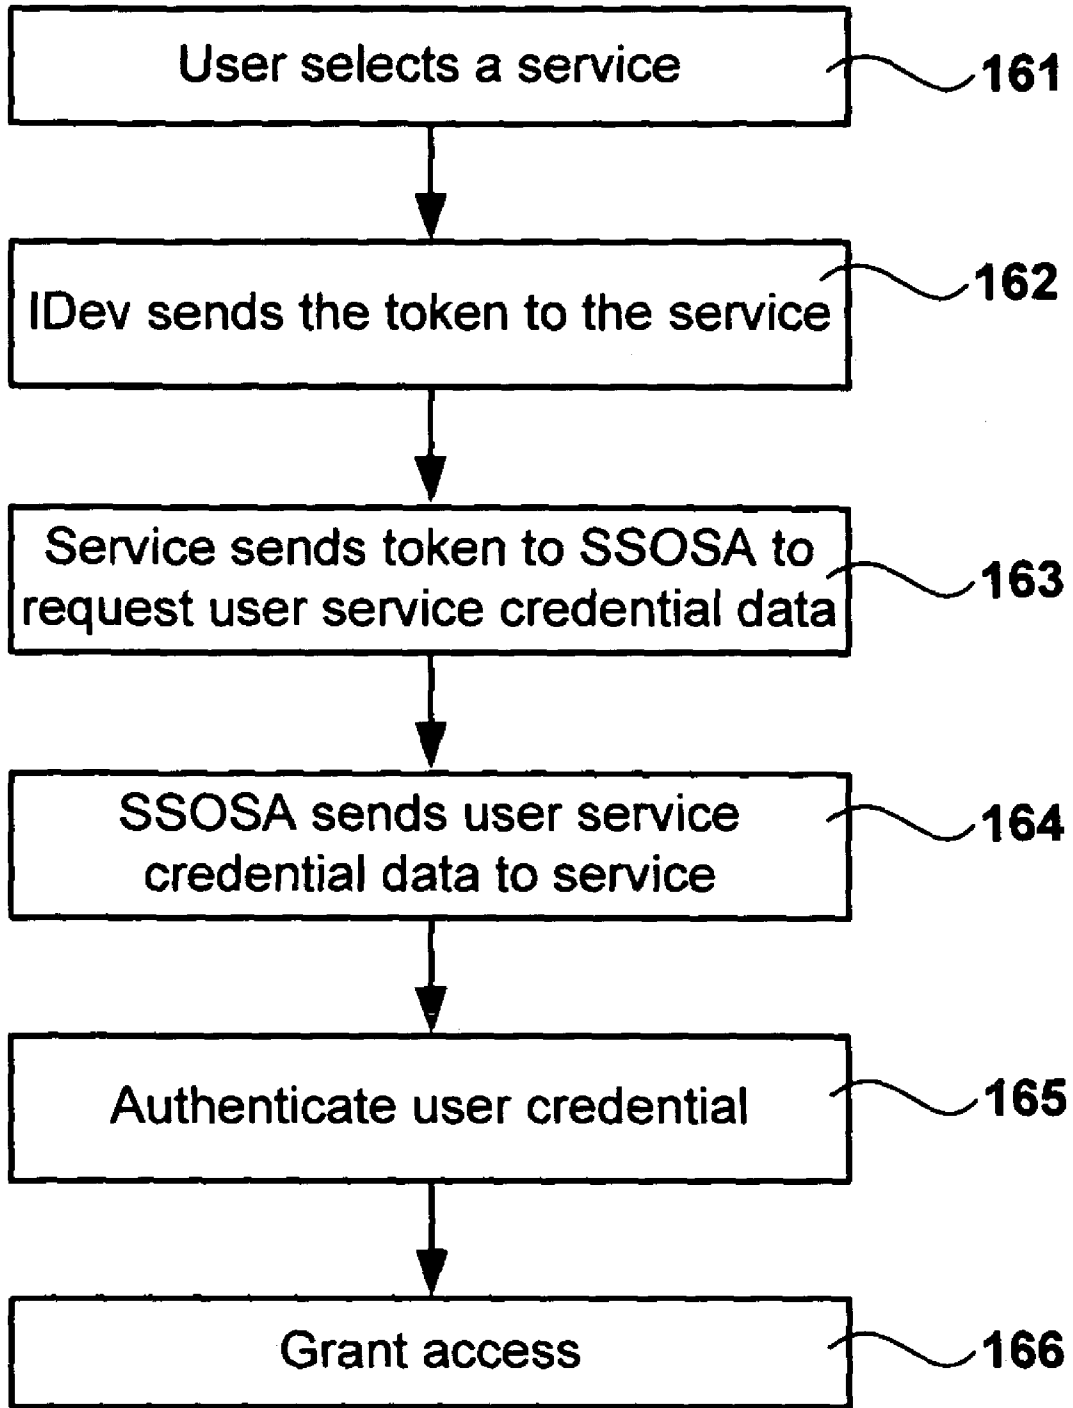 User selects a service
161
IDev sends the token to the service
162
Service sends token to SSOSA to
request user service credential data
163
SSOSA sends user service
credential data to service
164
Authenticate user credential
165
Grant access
166